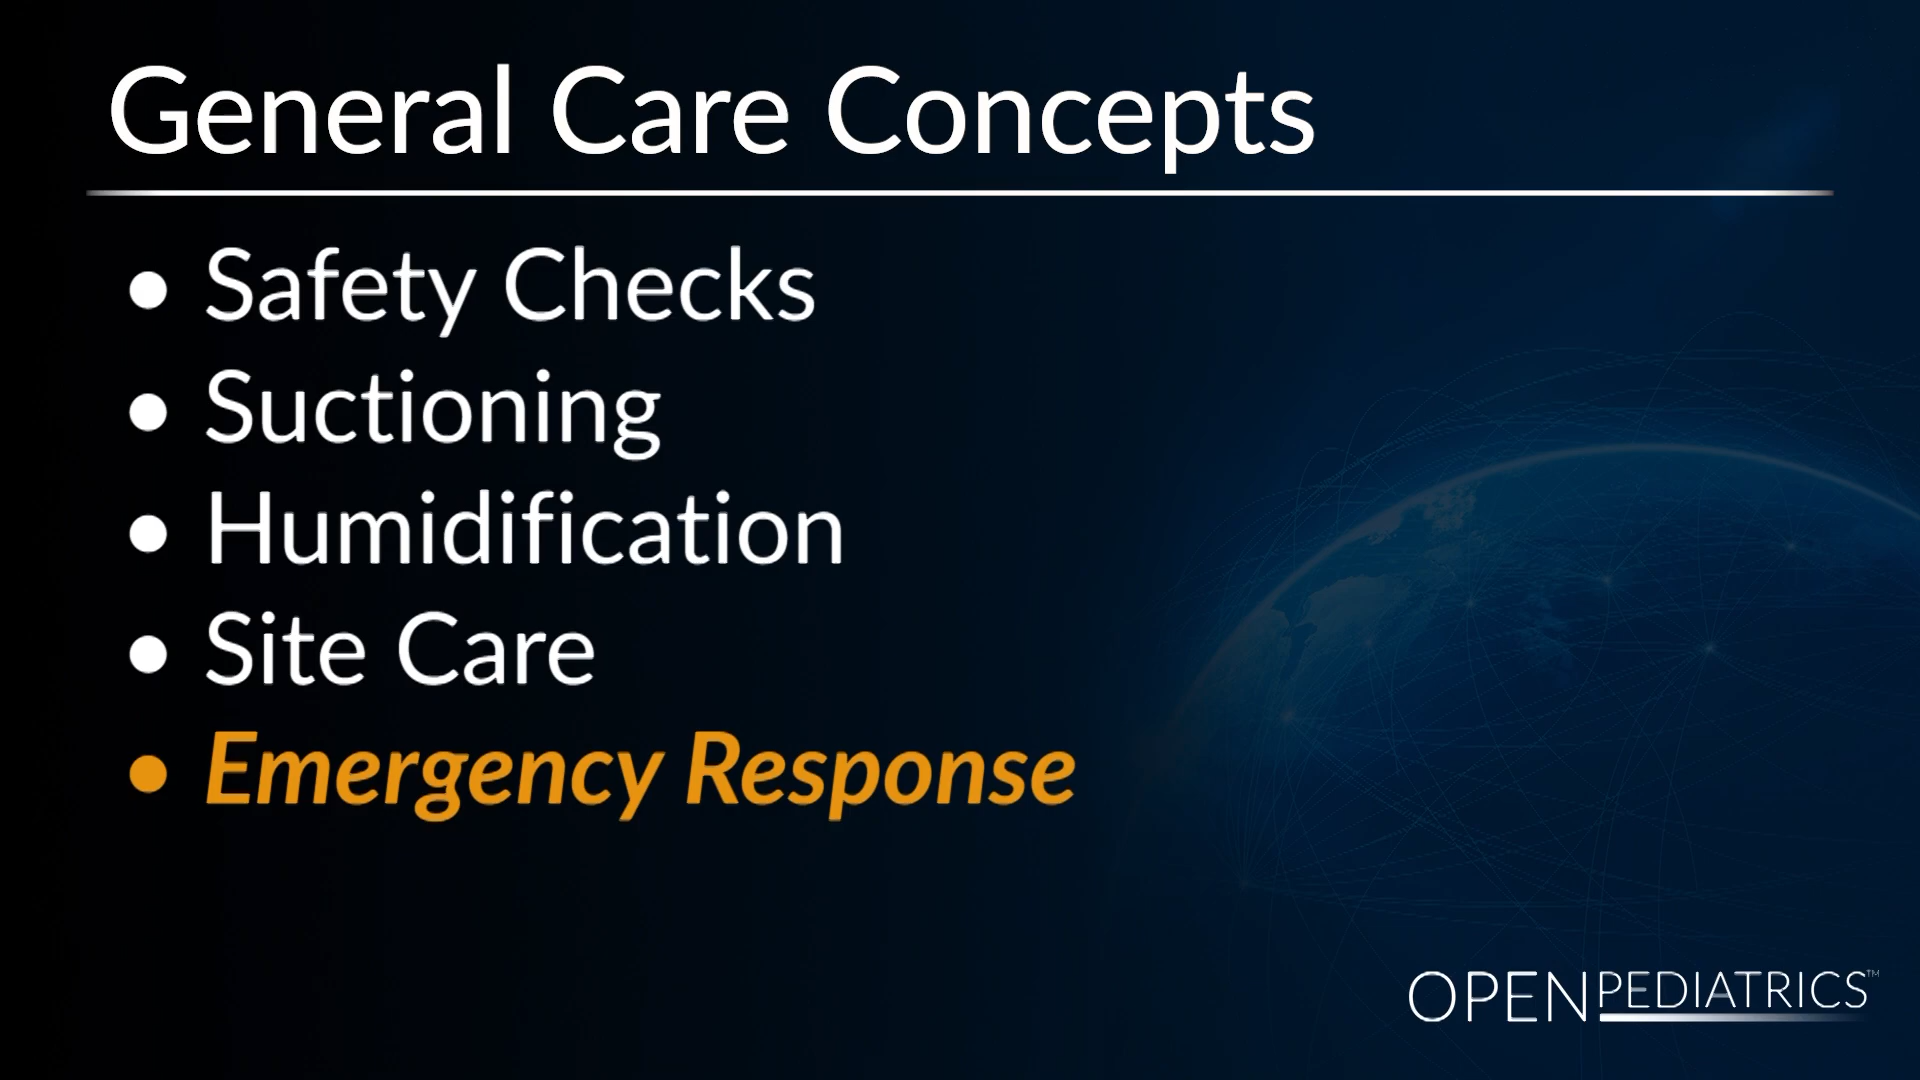 General Care Concepts
• Safety Checks
• Suctioning
• Humidification
• Site Care
• Emergency Response
OPENPEDIATRICS™